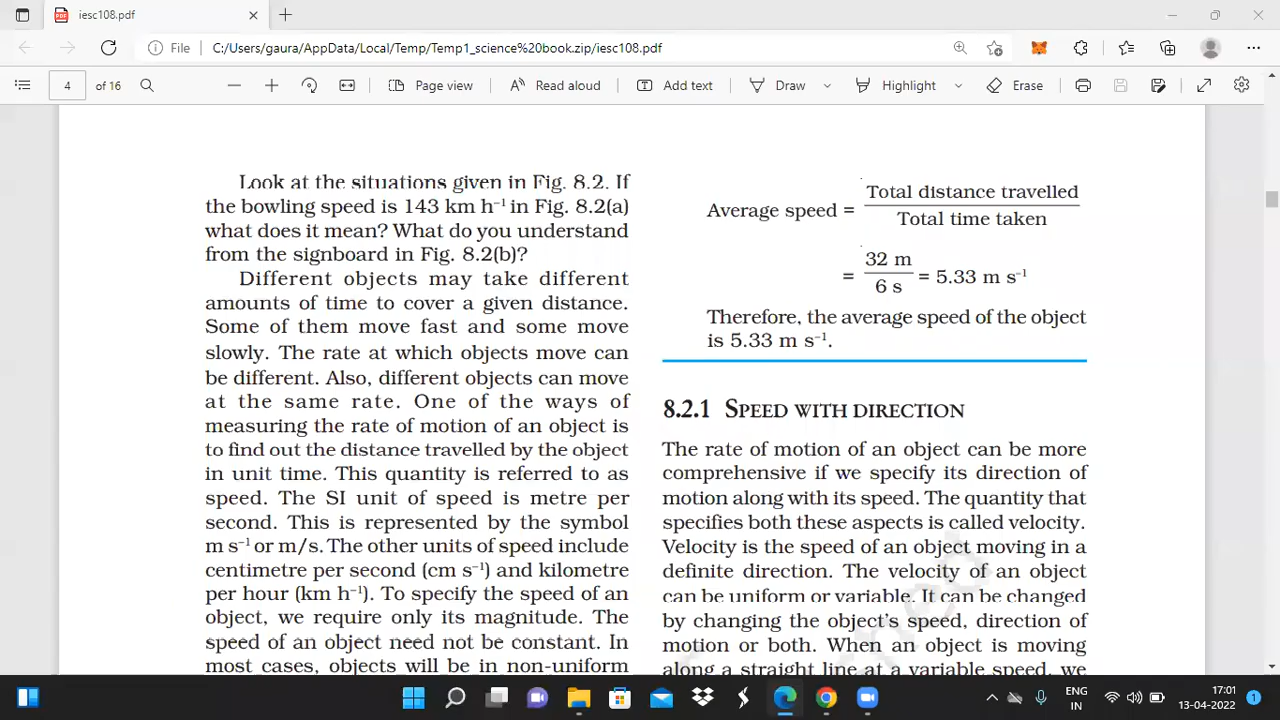 iesc108.pdf
File
C:/Users/gaura/AppData/Local/Temp/Temp1_science%20book.zip/iesc108.pdf
4 of 16
Page view
Read aloud
Add text
Draw
Highlight
Erase
Look at the situations given in Fig. 8.2. If
the bowling speed is 143 km h⁻¹ in Fig. 8.2(a)
what does it mean? What do you understand
from the signboard in Fig. 8.2(b)?
Different objects may take different
amounts of time to cover a given distance.
Some of them move fast and some move
slowly. The rate at which objects move can
be different. Also, different objects can move
at the same rate. One of the ways of
measuring the rate of motion of an object is
to find out the distance travelled by the object
in unit time. This quantity is referred to as
speed. The SI unit of speed is metre per
second. This is represented by the symbol
m s⁻¹ or m/s. The other units of speed include
centimetre per second (cm s⁻¹) and kilometre
per hour (km h⁻¹). To specify the speed of an
object, we require only its magnitude. The
speed of an object need not be constant. In
most cases, objects will be in non-uniform
Total distance travelled
Average speed =
Total time taken
32 m
= = 5.33 m s⁻¹
6 s
Therefore, the average speed of the object
is 5.33 m s⁻¹.
8.2.1 SPEED WITH DIRECTION
The rate of motion of an object can be more
comprehensive if we specify its direction of
motion along with its speed. The quantity that
specifies both these aspects is called velocity.
Velocity is the speed of an object moving in a
definite direction. The velocity of an object
can be uniform or variable. It can be changed
by changing the object's speed, direction of
motion or both. When an object is moving
along a straight line at a variable speed, we
ENG
IN
17:01
13-04-2022
1